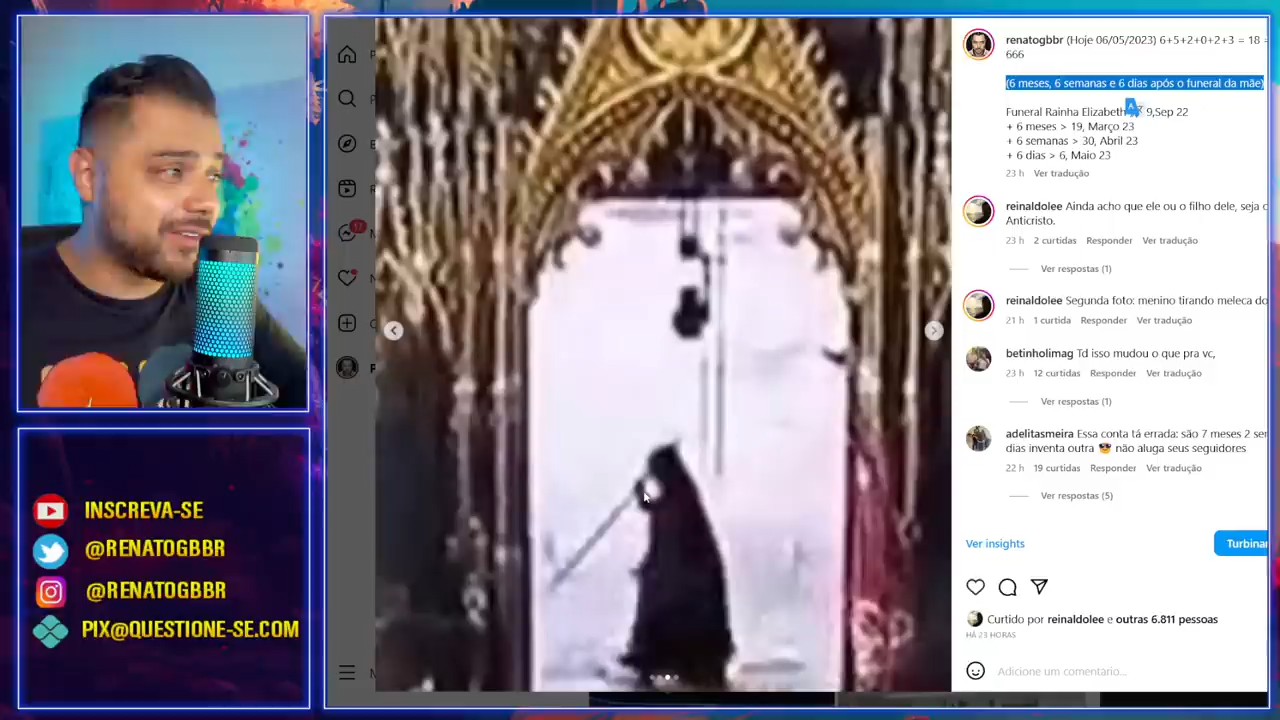 INSCREVA-SE
@RENATOGBBR
@RENATOGBBR
PIX@QUESTIONE-SE.COM
17
renatogbbr (Hoje 06/05/2023) 6+5+2+0+2+3 = 18 =
666
(6 meses, 6 semanas e 6 dias após o funeral da mãe)
Funeral Rainha Elizabeth 9,Sep 22
+ 6 meses > 19, Março 23
+ 6 semanas > 30, Abril 23
+ 6 dias > 6, Maio 23
23 h Ver tradução
reinaldolee Ainda acho que ele ou o filho dele, seja
Anticristo.
23 h 2 curtidas Responder Ver tradução
Ver respostas (1)
reinaldolee Segunda foto: menino tirando meleca do
21 h 1 curtida Responder Ver tradução
betinholimag Td isso mudou o que pra vc,
23 h 12 curtidas Responder Ver tradução
Ver respostas (1)
adelitasmeira Essa conta tá errada: são 7 meses 2
dias inventa outra 😎 não aluga seus seguidores
22 h 19 curtidas Responder Ver tradução
Ver respostas (5)
Ver insights
Turbinar
Curtido por reinaldolee e outras 6.811 pessoas
HÁ 23 HORAS
Adicione um comentário...